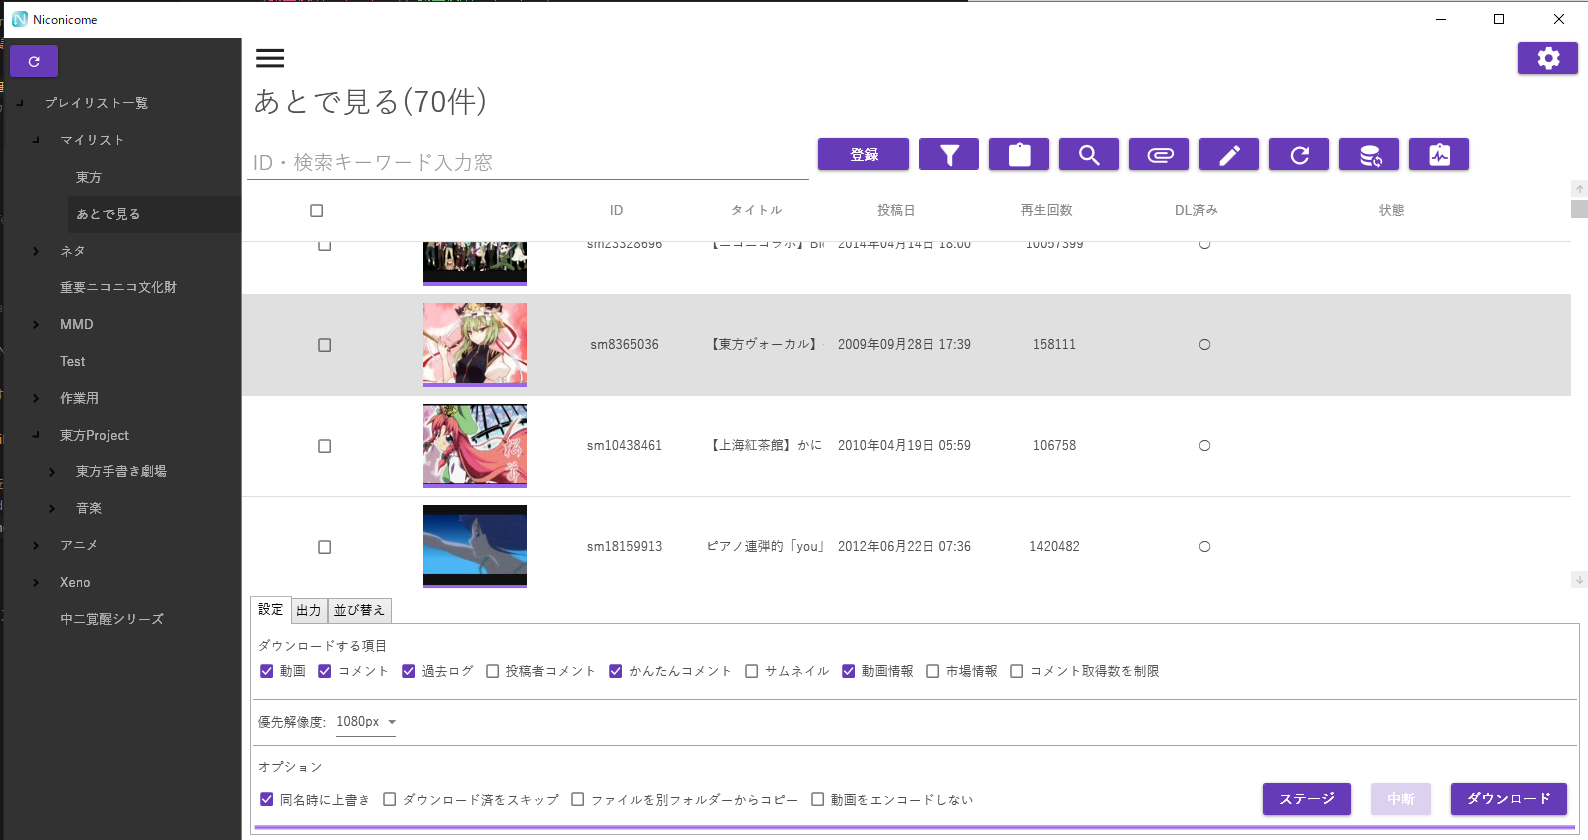 Niconicome
プレイリスト一覧
マイリスト
東方
あとで見る
ネタ
重要ニコニコ文化財
MMD
Test
作業用
東方Project
東方手書き劇場
音楽
アニメ
Xeno
中二覚醒シリーズ
あとで見る(70件)
ID・検索キーワード入力窓
登録
ID タイトル 投稿日 再生回数 DL済み 状態
sm23328696 【ニコニコラボ】 2014年04月14日 18:00 10057399 〇
sm8365036 【東方ヴォーカル】 2009年09月28日 17:39 158111 〇
sm10438461 【上海紅茶館】かに 2010年04月19日 05:59 106758 〇
sm18159913 ピアノ連弾的「you」 2012年06月22日 07:36 1420482 〇
設定 出力 並び替え
ダウンロードする項目
動画 コメント 過去ログ 投稿者コメント かんたんコメント サムネイル 動画情報 市場情報 コメント取得数を制限
優先解像度: 1080px
オプション
同名時に上書き ダウンロード済をスキップ ファイルを別フォルダーからコピー 動画をエンコードしない
ステージ 中断 ダウンロード